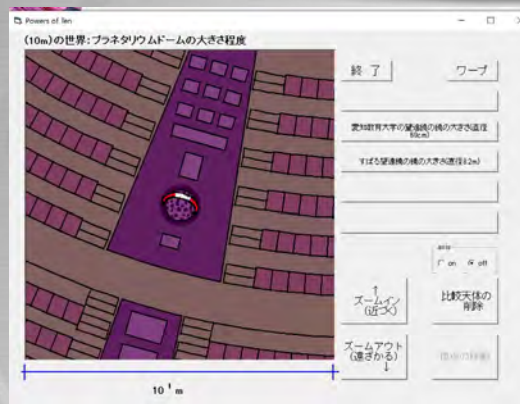 Powers of Ten
(10m)の世界：プラネタリウムドームの大きさ程度
終 了
ワープ
愛知教育大学の望遠鏡の鏡の大きさ(直径
60cm)
すばる望遠鏡の鏡の大きさ(直径8.2m)
axis
on
off
↑
ズームイン
(近づく)
比較天体の
削除
ズームアウト
(遠ざかる)
↓
10 1 m